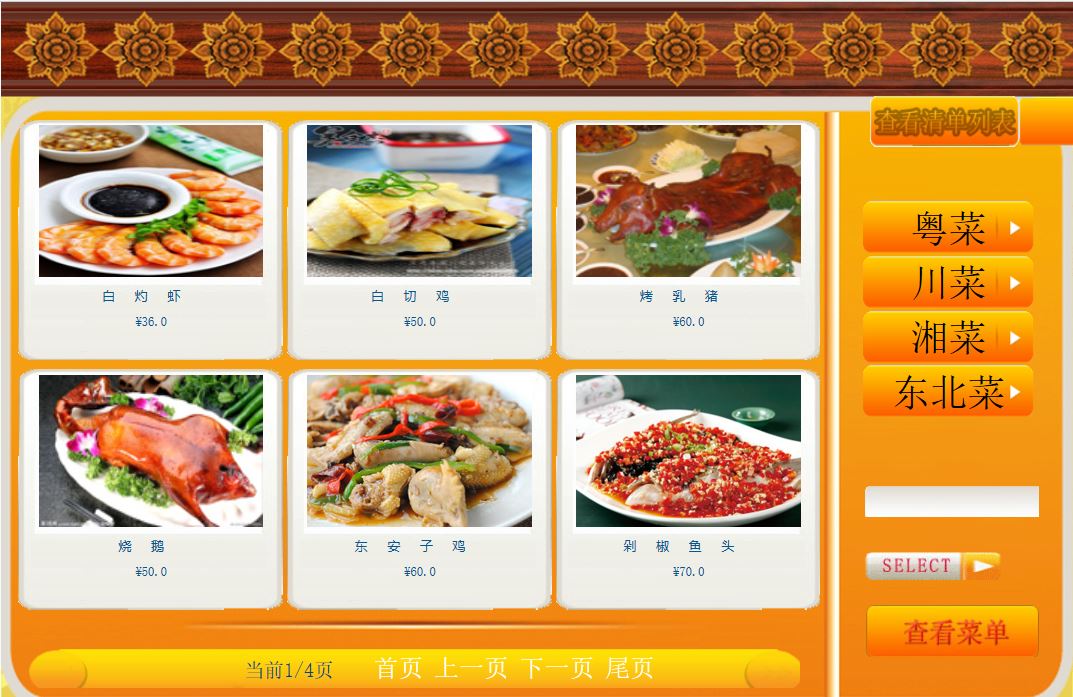 查看清单列表
白 灼 虾
¥36.0
白 切 鸡
¥50.0
烤 乳 猪
¥60.0
烧 鹅
¥50.0
东 安 子 鸡
¥60.0
剁 椒 鱼 头
¥70.0
粤菜
川菜
湘菜
东北菜
SELECT
查看菜单
当前1/4页 首页 上一页 下一页 尾页